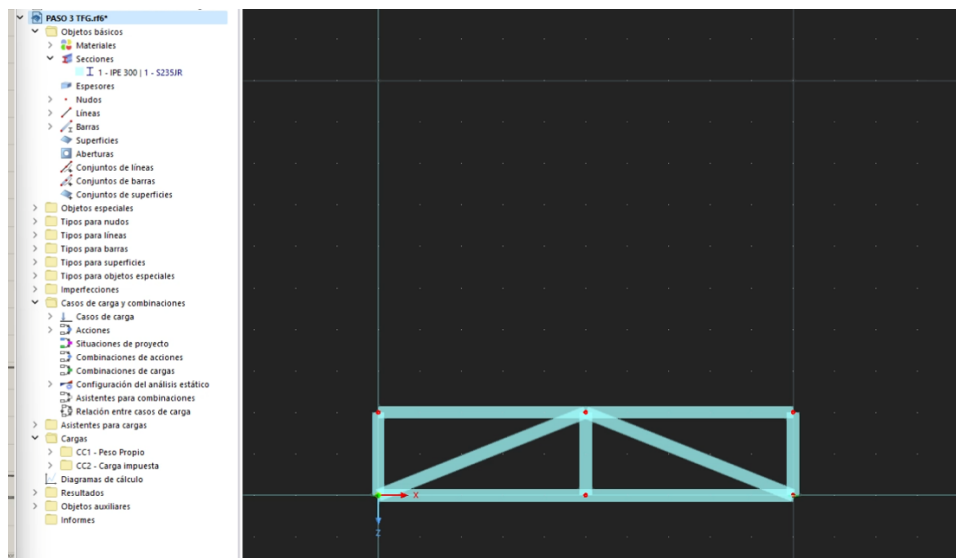 PASO 3 TFG.rf6*
Objetos básicos
Materiales
Secciones
1 - IPE 300 | 1 - S235JR
Espesores
Nudos
Líneas
Barras
Superficies
Aberturas
Conjuntos de líneas
Conjuntos de barras
Conjuntos de superficies
Objetos especiales
Tipos para nudos
Tipos para líneas
Tipos para barras
Tipos para superficies
Tipos para objetos especiales
Imperfecciones
Casos de carga y combinaciones
Casos de carga
Acciones
Situaciones de proyecto
Combinaciones de acciones
Combinaciones de cargas
Configuración del análisis estático
Asistentes para combinaciones
Relación entre casos de carga
Asistentes para cargas
Cargas
CC1 - Peso Propio
CC2 - Carga impuesta
Diagramas de cálculo
Resultados
Objetos auxiliares
Informes
X
Z